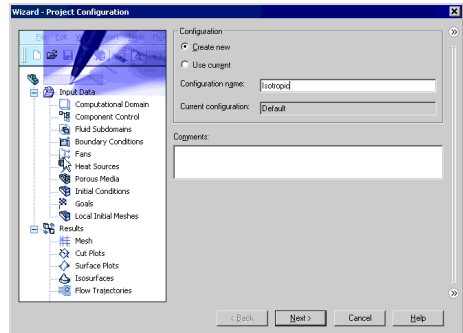 Wizard - Project Configuration
Input Data
Computational Domain
Component Control
Fluid Subdomains
Boundary Conditions
Fans
Heat Sources
Porous Media
Initial Conditions
Goals
Local Initial Meshes
Results
Mesh
Cut Plots
Surface Plots
Isosurfaces
Flow Trajectories
Configuration
Create new
Use current
Configuration name:
Isotropic
Current configuration:
Default
Comments:
< Back
Next >
Cancel
Help